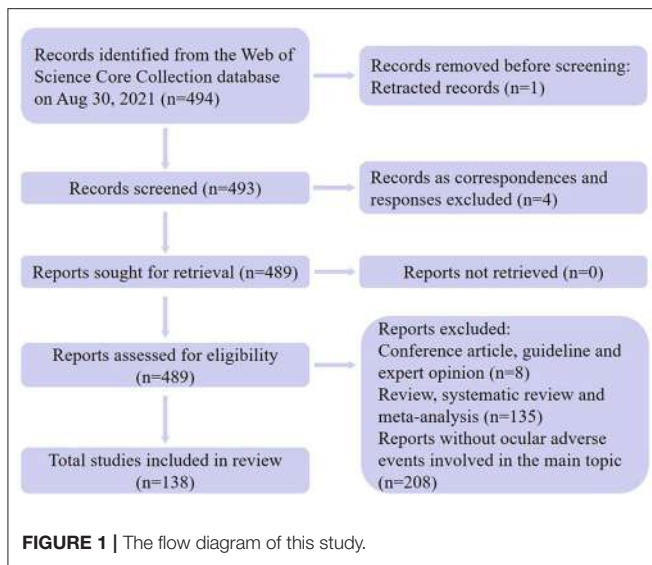 Records identified from the Web of
Science Core Collection database
on Aug 30, 2021 (n=494)
Records removed before screening:
Retracted records (n=1)
Records screened (n=493)
Records as correspondences and
responses excluded (n=4)
Reports sought for retrieval (n=489)
Reports not retrieved (n=0)
Reports assessed for eligibility
(n=489)
Reports excluded:
Conference article, guideline and
expert opinion (n=8)
Review, systematic review and
meta-analysis (n=135)
Reports without ocular adverse
events involved in the main topic
(n=208)
Total studies included in review
(n=138)
FIGURE 1 | The flow diagram of this study.